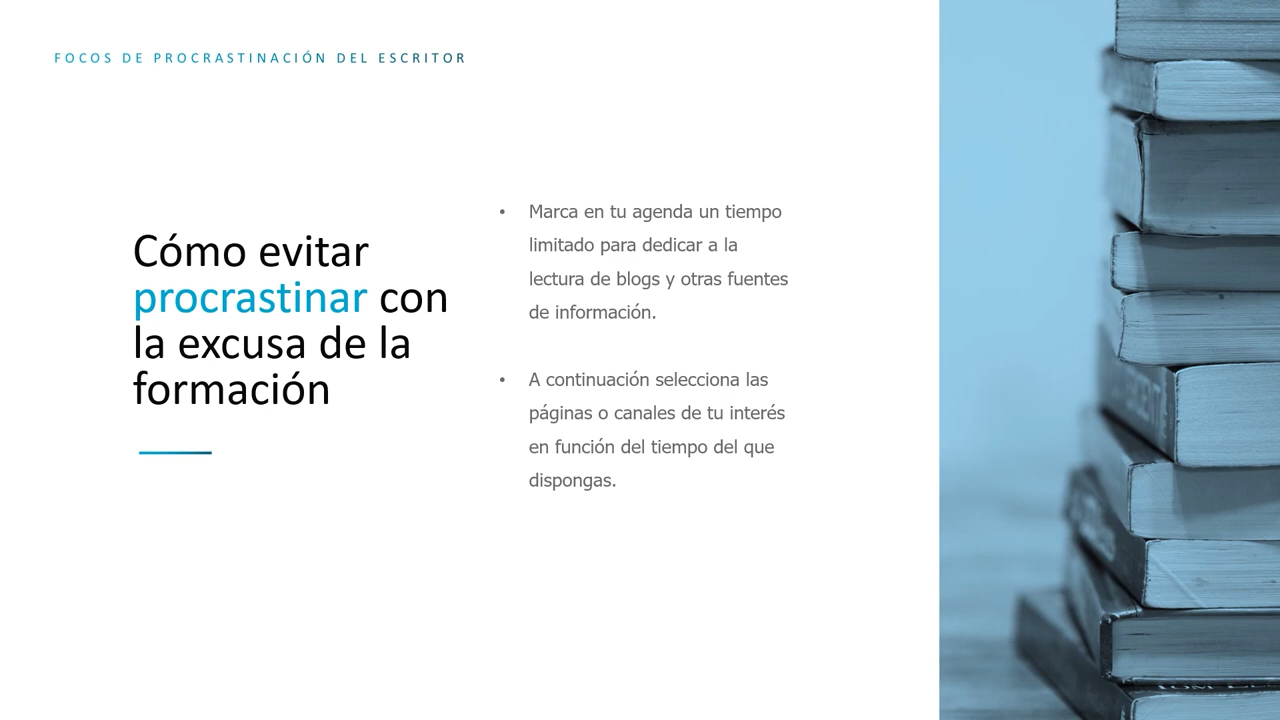 FOCOS DE PROCRASTINACIÓN DEL ESCRITOR
Cómo evitar
procrastinar con
la excusa de la
formación
• Marca en tu agenda un tiempo
limitado para dedicar a la
lectura de blogs y otras fuentes
de información.
• A continuación selecciona las
páginas o canales de tu interés
en función del tiempo del que
dispongas.